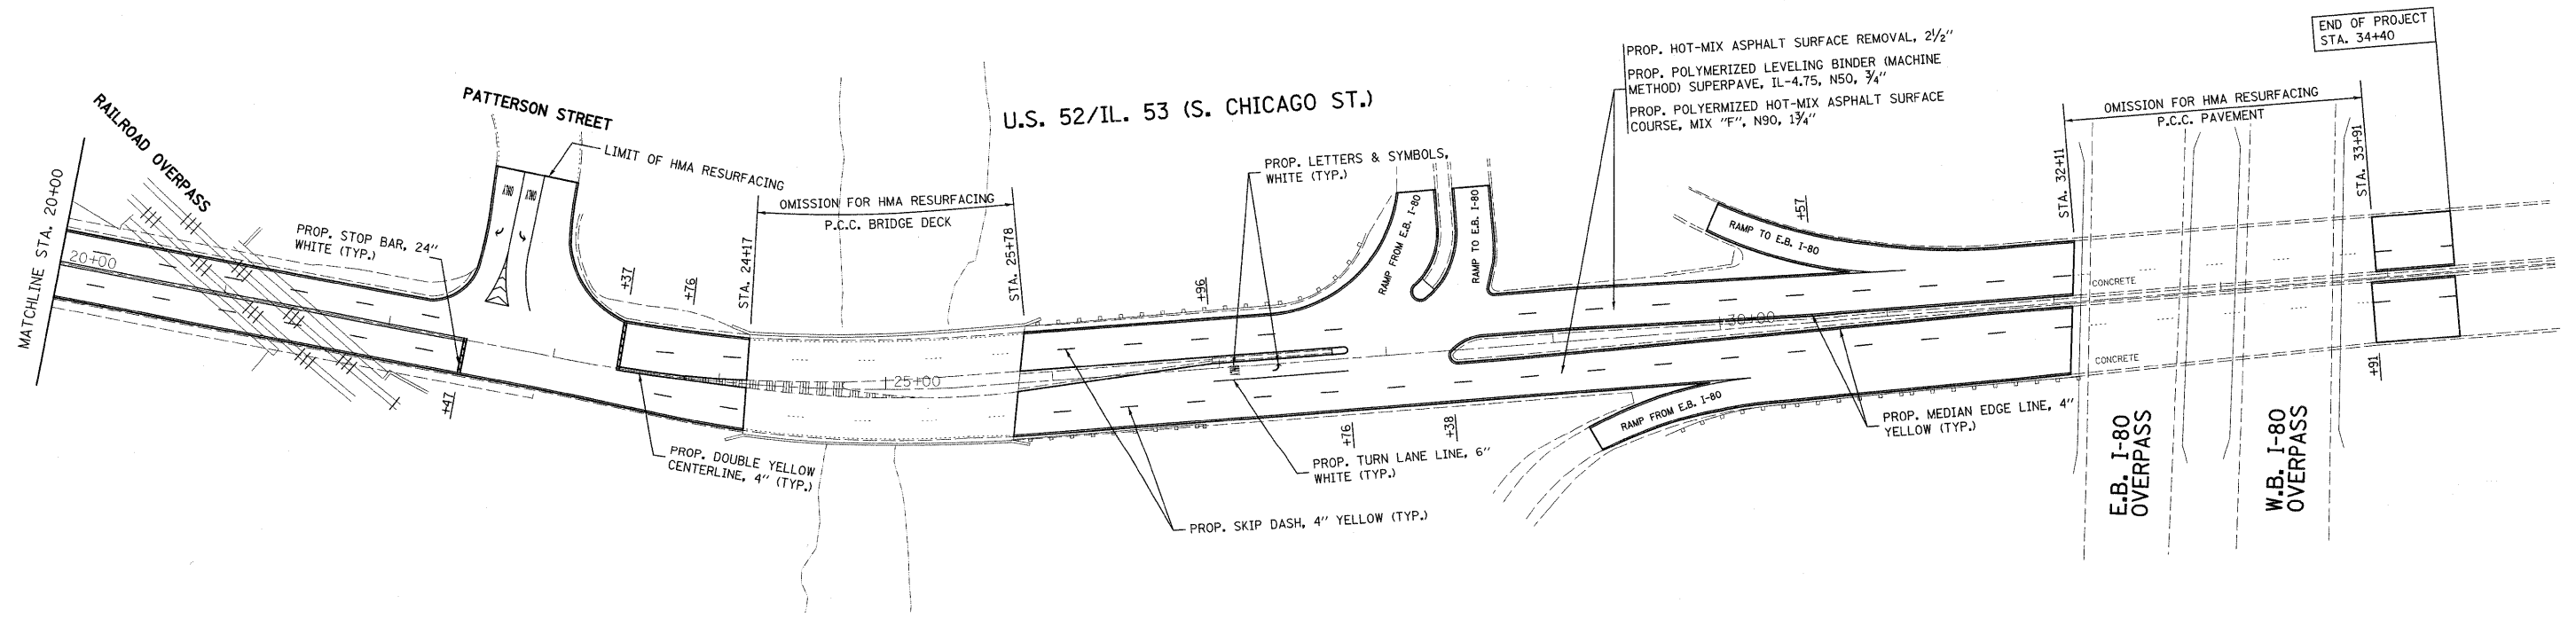 END OF PROJECT
STA. 34+40
PROP. HOT-MIX ASPHALT SURFACE REMOVAL, 2½"
PROP. POLYMERIZED LEVELING BINDER (MACHINE
METHOD) SUPERPAVE, IL-4.75, N50, ¾"
PROP. POLYERMIZED HOT-MIX ASPHALT SURFACE
COURSE, MIX "F", N90, 1¾"
U.S. 52/IL. 53 (S. CHICAGO ST.)
PATTERSON STREET
RAILROAD OVERPASS
LIMIT OF HMA RESURFACING
OMISSION FOR HMA RESURFACING
P.C.C. BRIDGE DECK
PROP. LETTERS & SYMBOLS,
WHITE (TYP.)
OMISSION FOR HMA RESURFACING
P.C.C. PAVEMENT
MATCHLINE STA. 20+00
20+00
PROP. STOP BAR, 24"
WHITE (TYP.)
ONLY
ONLY
+37
+76
STA. 24+17
STA. 25+78
+96
RAMP FROM E.B. I-80
RAMP TO E.B. I-80
RAMP TO E.B. I-80
+57
STA. 32+11
STA. 33+91
CONCRETE
CONCRETE
25+00
30+00
+47
PROP. DOUBLE YELLOW
CENTERLINE, 4" (TYP.)
+76
+38
RAMP FROM E.B. I-80
PROP. TURN LANE LINE, 6"
WHITE (TYP.)
PROP. SKIP DASH, 4" YELLOW (TYP.)
PROP. MEDIAN EDGE LINE, 4"
YELLOW (TYP.)
+91
E.B. I-80
OVERPASS
W.B. I-80
OVERPASS